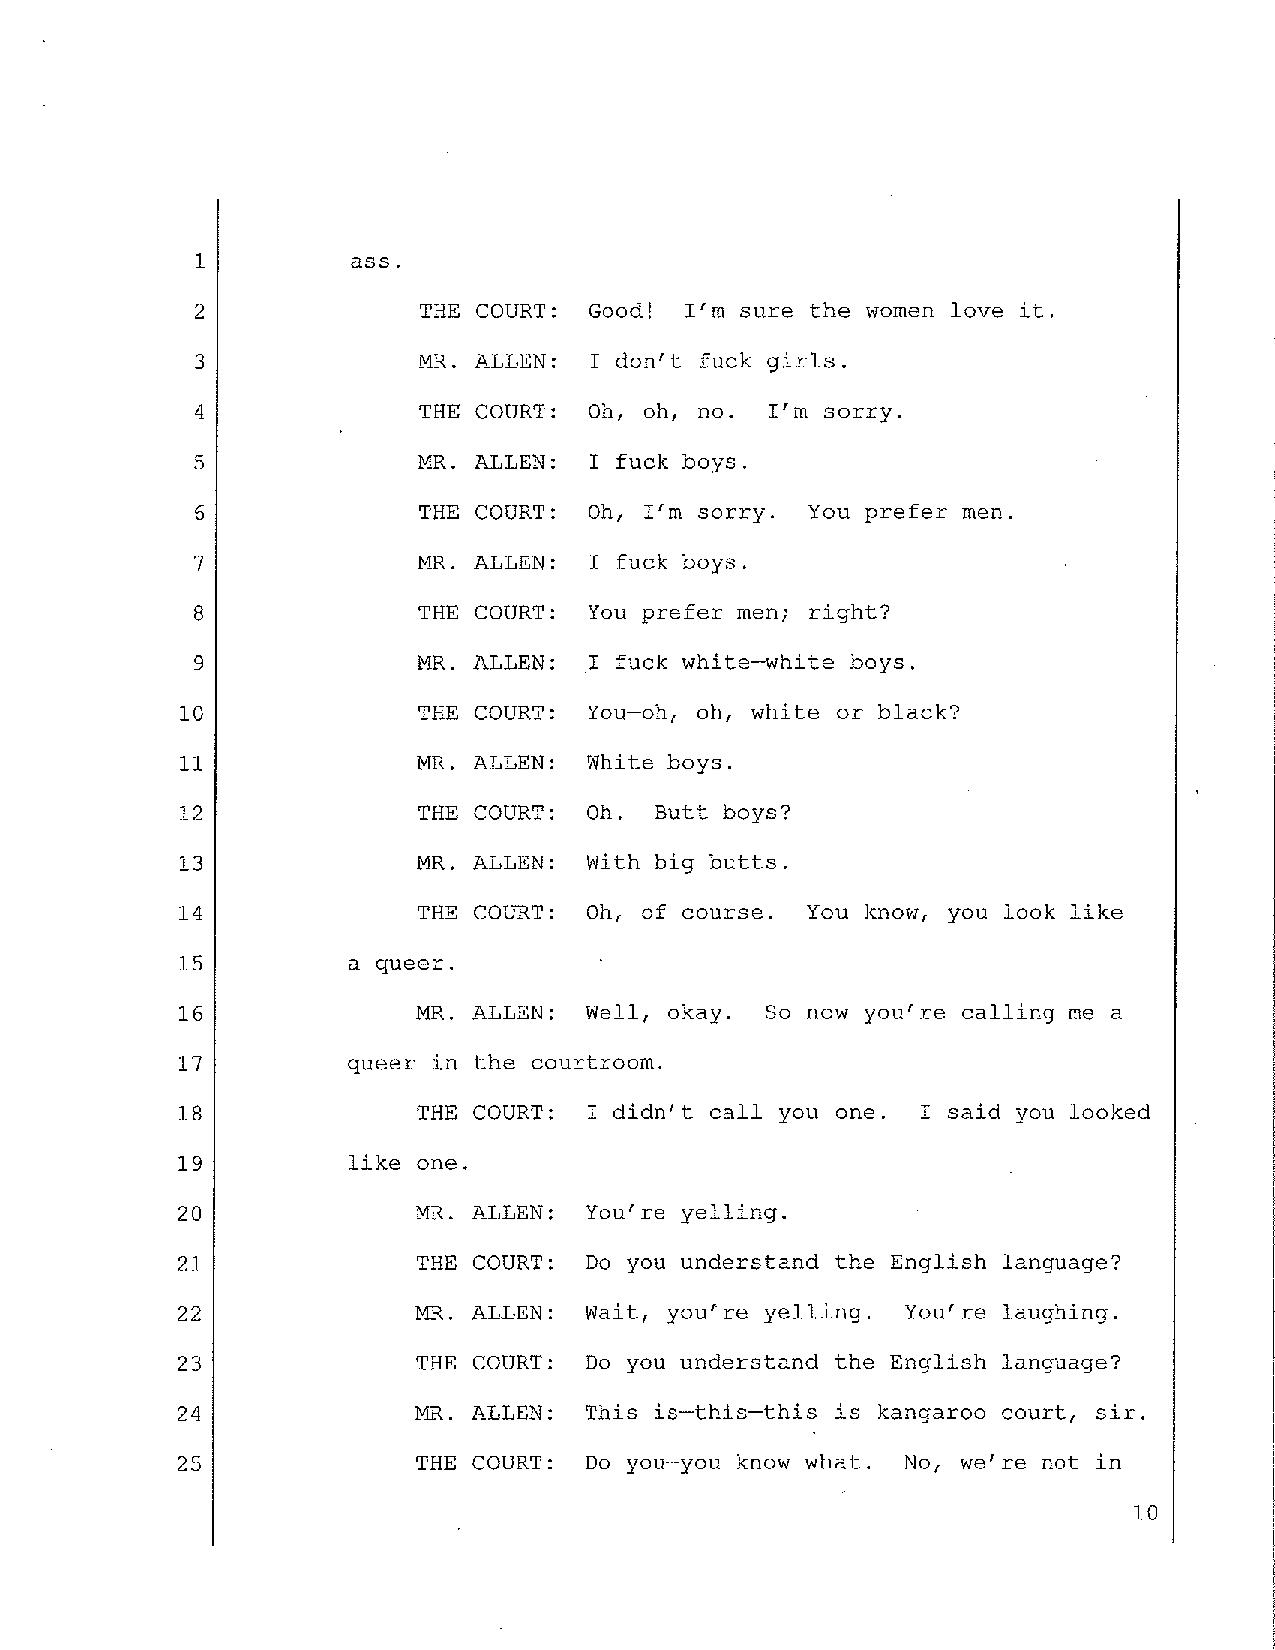 1 ass.
2 THE COURT: Good! I'm sure the women love it.
3 MR. ALLEN: I don't fuck girls.
4 THE COURT: Oh, oh, no. I'm sorry.
5 MR. ALLEN: I fuck boys.
6 THE COURT: Oh, I'm sorry. You prefer men.
7 MR. ALLEN: I fuck boys.
8 THE COURT: You prefer men; right?
9 MR. ALLEN: I fuck white—white boys.
10 THE COURT: You—oh, oh, white or black?
11 MR. ALLEN: White boys.
12 THE COURT: Oh. Butt boys?
13 MR. ALLEN: With big butts.
14 THE COURT: Oh, of course. You know, you look like
15 a queer.
16 MR. ALLEN: Well, okay. So now you're calling me a
17 queer in the courtroom.
18 THE COURT: I didn't call you one. I said you looked
19 like one.
20 MR. ALLEN: You're yelling.
21 THE COURT: Do you understand the English language?
22 MR. ALLEN: Wait, you're yelling. You're laughing.
23 THE COURT: Do you understand the English language?
24 MR. ALLEN: This is—this—this is kangaroo court, sir.
25 THE COURT: Do you—you know what. No, we're not in
10